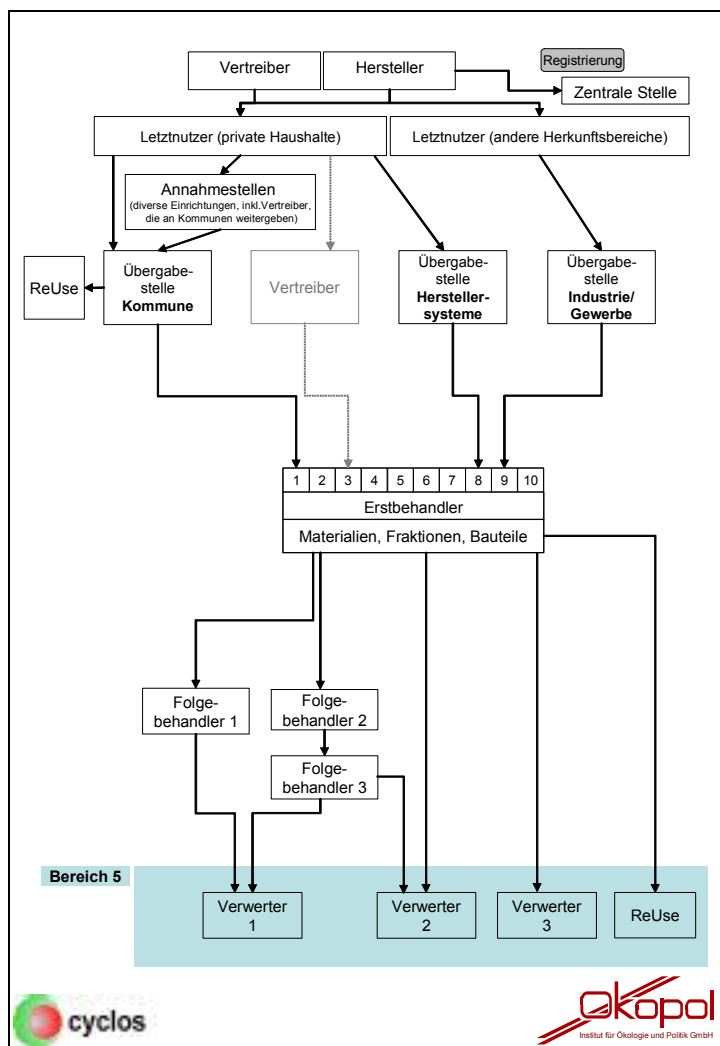 Vertreiber
Hersteller
Registrierung
Zentrale Stelle
Letztnutzer (private Haushalte)
Letztnutzer (andere Herkunftsbereiche)
Annahmestellen
(diverse Einrichtungen, inkl.Vertreiber,
die an Kommunen weitergeben)
ReUse
Übergabe-
stelle
Kommune
Vertreiber
Übergabe-
stelle
Hersteller-
systeme
Übergabe-
stelle
Industrie/
Gewerbe
1 2 3 4 5 6 7 8 9 10
Erstbehandler
Materialien, Fraktionen, Bauteile
Folge-
behandler 1
Folge-
behandler 2
Folge-
behandler 3
Bereich 5
Verwerter
1
Verwerter
2
Verwerter
3
ReUse
cyclos
Ökopol
Institut für Ökologie und Politik GmbH